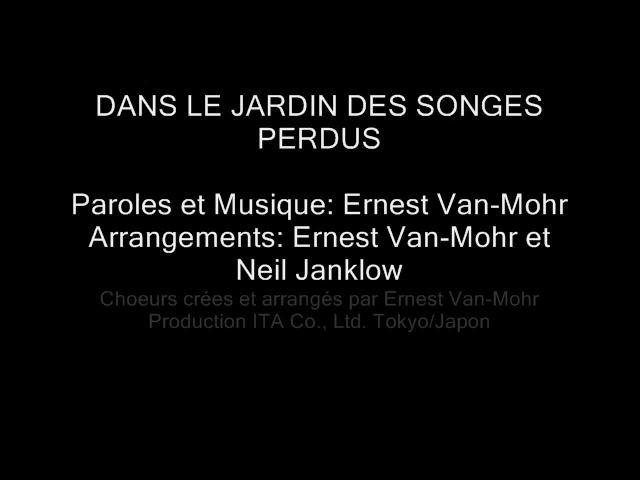 DANS LE JARDIN DES SONGES
PERDUS
Paroles et Musique: Ernest Van-Mohr
Arrangements: Ernest Van-Mohr et
Neil Janklow
Choeurs crées et arrangés par Ernest Van-Mohr
Production ITA Co., Ltd. Tokyo/Japon